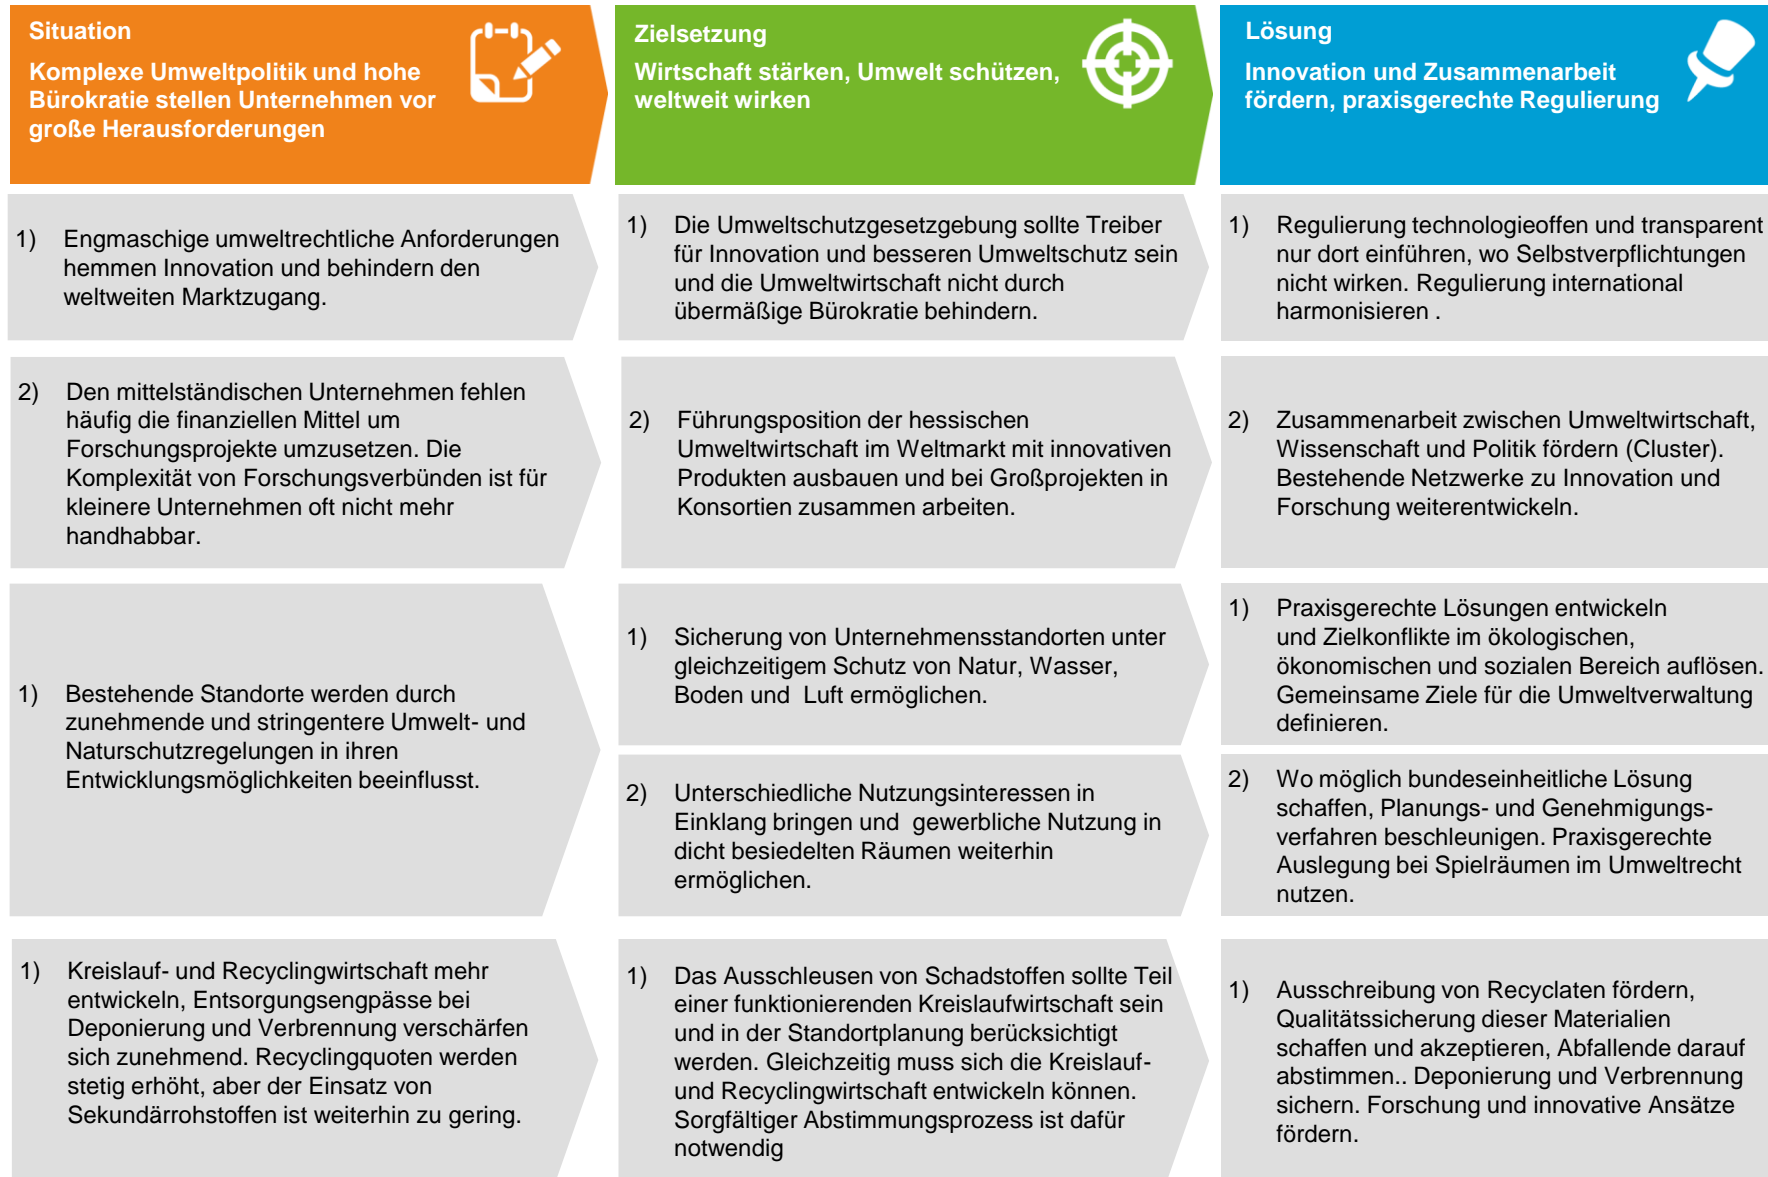 Situation
Komplexe Umweltpolitik und hohe
Bürokratie stellen Unternehmen vor
große Herausforderungen
Zielsetzung
Wirtschaft stärken, Umwelt schützen,
weltweit wirken
Lösung
Innovation und Zusammenarbeit
fördern, praxisgerechte Regulierung
1) Engmaschige umweltrechtliche Anforderungen
hemmen Innovation und behindern den
weltweiten Marktzugang.
1) Die Umweltschutzgesetzgebung sollte Treiber
für Innovation und besseren Umweltschutz sein
und die Umweltwirtschaft nicht durch
übermäßige Bürokratie behindern.
1) Regulierung technologieoffen und transparent
nur dort einführen, wo Selbstverpflichtungen
nicht wirken. Regulierung international
harmonisieren .
2) Den mittelständischen Unternehmen fehlen
häufig die finanziellen Mittel um
Forschungsprojekte umzusetzen. Die
Komplexität von Forschungsverbünden ist für
kleinere Unternehmen oft nicht mehr
handhabbar.
2) Führungsposition der hessischen
Umweltwirtschaft im Weltmarkt mit innovativen
Produkten ausbauen und bei Großprojekten in
Konsortien zusammen arbeiten.
2) Zusammenarbeit zwischen Umweltwirtschaft,
Wissenschaft und Politik fördern (Cluster).
Bestehende Netzwerke zu Innovation und
Forschung weiterentwickeln.
1) Bestehende Standorte werden durch
zunehmende und stringentere Umwelt- und
Naturschutzregelungen in ihren
Entwicklungsmöglichkeiten beeinflusst.
1) Sicherung von Unternehmensstandorten unter
gleichzeitigem Schutz von Natur, Wasser,
Boden und Luft ermöglichen.
1) Praxisgerechte Lösungen entwickeln
und Zielkonflikte im ökologischen,
ökonomischen und sozialen Bereich auflösen.
Gemeinsame Ziele für die Umweltverwaltung
definieren.
2) Unterschiedliche Nutzungsinteressen in
Einklang bringen und gewerbliche Nutzung in
dicht besiedelten Räumen weiterhin
ermöglichen.
2) Wo möglich bundeseinheitliche Lösung
schaffen, Planungs- und Genehmigungs-
verfahren beschleunigen. Praxisgerechte
Auslegung bei Spielräumen im Umweltrecht
nutzen.
1) Kreislauf- und Recyclingwirtschaft mehr
entwickeln, Entsorgungsengpässe bei
Deponierung und Verbrennung verschärfen
sich zunehmend. Recyclingquoten werden
stetig erhöht, aber der Einsatz von
Sekundärrohstoffen ist weiterhin zu gering.
1) Das Ausschleusen von Schadstoffen sollte Teil
einer funktionierenden Kreislaufwirtschaft sein
und in der Standortplanung berücksichtigt
werden. Gleichzeitig muss sich die Kreislauf-
und Recyclingwirtschaft entwickeln können.
Sorgfältiger Abstimmungsprozess ist dafür
notwendig
1) Ausschreibung von Recyclaten fördern,
Qualitätssicherung dieser Materialien
schaffen und akzeptieren, Abfallende darauf
abstimmen.. Deponierung und Verbrennung
sichern. Forschung und innovative Ansätze
fördern.